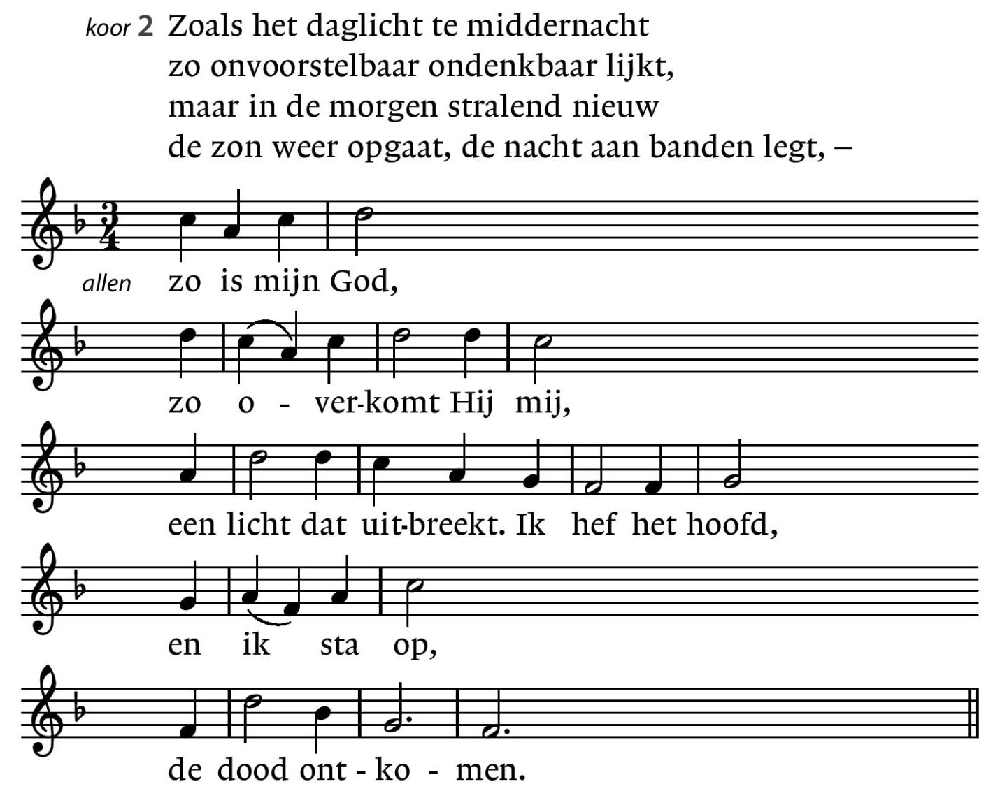 koor 2 Zoals het daglicht te middernacht
zo onvoorstelbaar ondenkbaar lijkt,
maar in de morgen stralend nieuw
de zon weer opgaat, de nacht aan banden legt, –
3
4
allen zo is mijn God,
zo o - ver-komt Hij mij,
een licht dat uit-breekt. Ik hef het hoofd,
en ik sta op,
de dood ont - ko - men.